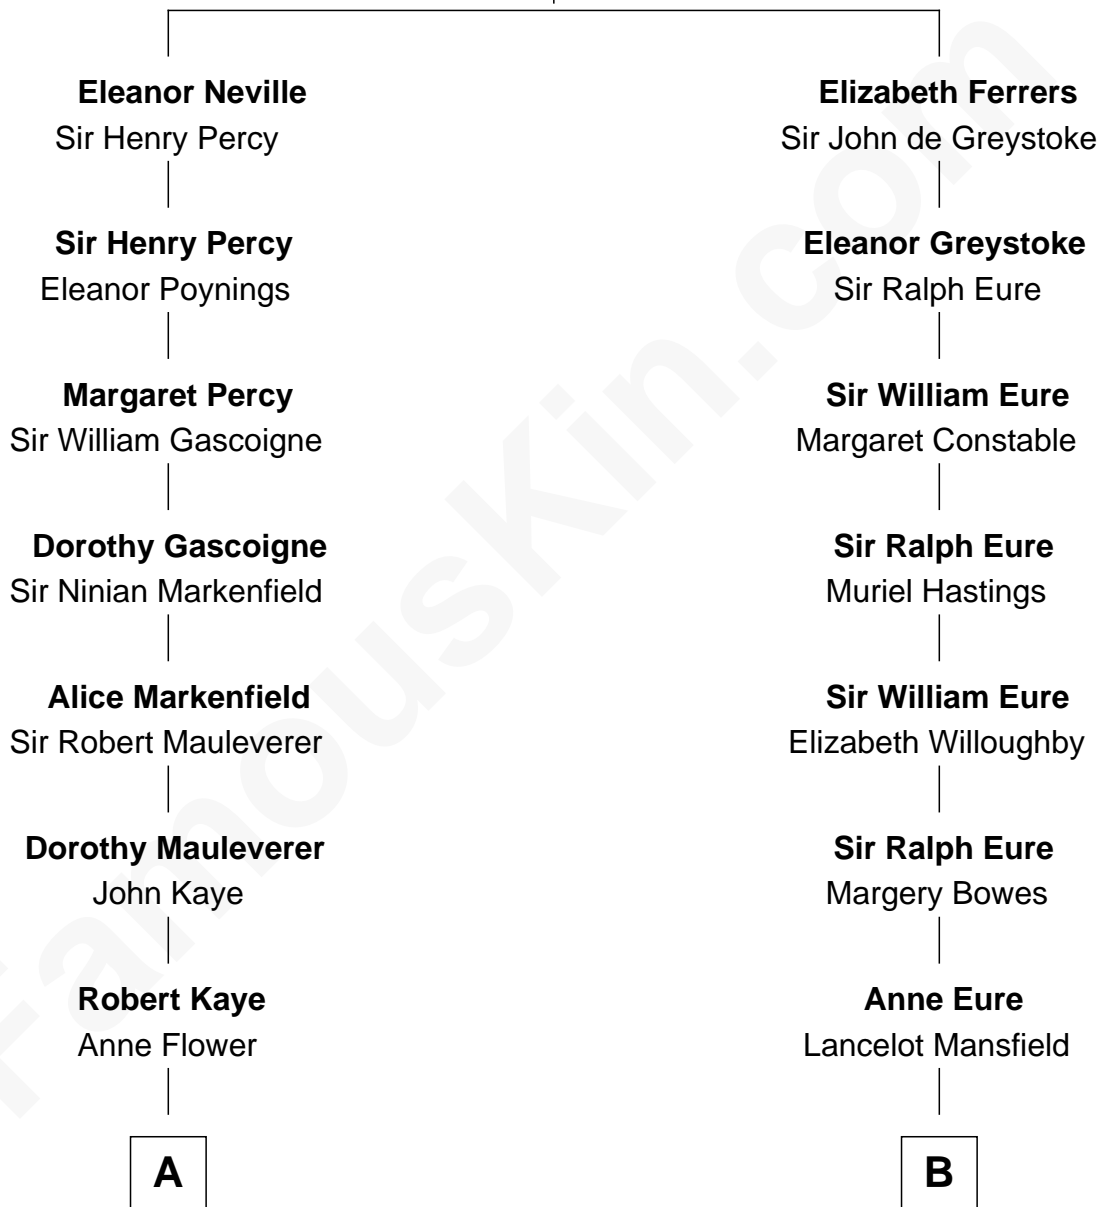 Eleanor Neville
Sir Henry Percy
Sir Henry Percy
Eleanor Poynings
Margaret Percy
Sir William Gascoigne
Dorothy Gascoigne
Sir Ninian Markenfield
Alice Markenfield
Sir Robert Mauleverer
Dorothy Mauleverer
John Kaye
Robert Kaye
Anne Flower
A
Elizabeth Ferrers
Sir John de Greystoke
Eleanor Greystoke
Sir Ralph Eure
Sir William Eure
Margaret Constable
Sir Ralph Eure
Muriel Hastings
Sir William Eure
Elizabeth Willoughby
Sir Ralph Eure
Margery Bowes
Anne Eure
Lancelot Mansfield
B
FamousKin.com